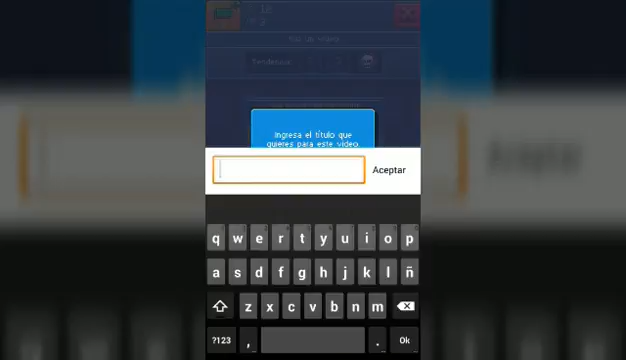 Ingresa el título que
quieres para este video.
Aceptar
q w e r t y u i o p
a s d f g h j k l ñ
z x c v b n m
?123 , . Ok